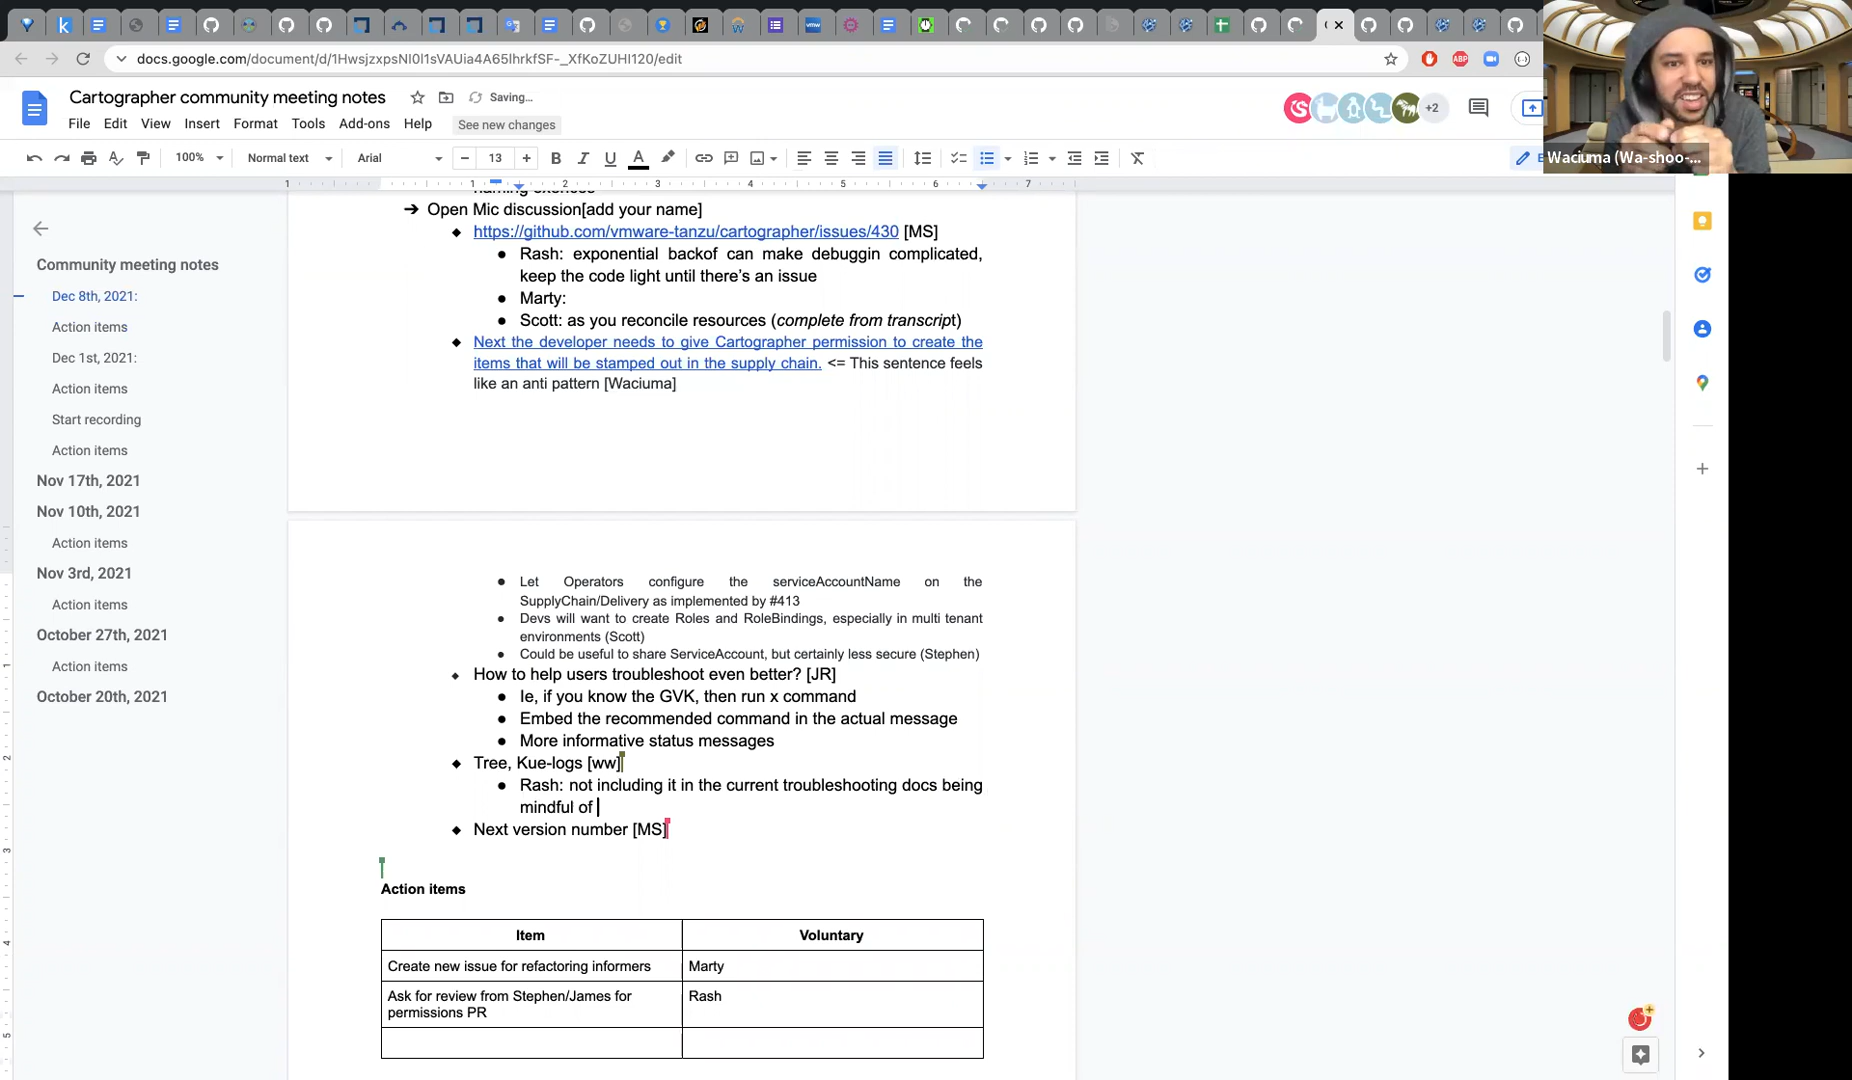 docs.google.com/document/d/1HwsjzxpsNI0l1sVAUia4A65lhrkfSF-_XfKoZUHI120/edit
Cartographer community meeting notes
Saving...
File Edit View Insert Format Tools Add-ons Help
See new changes
+2
100% Normal text Arial 13
Waciuma (Wa-shoo-...
1 1 2 3 4 5 6 7
Community meeting notes
Dec 8th, 2021:
Action items
Dec 1st, 2021:
Action items
Start recording
Action items
Nov 17th, 2021
Nov 10th, 2021
Action items
Nov 3rd, 2021
Action items
October 27th, 2021
Action items
October 20th, 2021
➔ Open Mic discussion[add your name]
◆ https://github.com/vmware-tanzu/cartographer/issues/430 [MS]
● Rash: exponential backof can make debuggin complicated,
keep the code light until there's an issue
● Marty:
● Scott: as you reconcile resources (complete from transcript)
◆ Next the developer needs to give Cartographer permission to create the
items that will be stamped out in the supply chain. <= This sentence feels
like an anti pattern [Waciuma]
● Let Operators configure the serviceAccountName on the
SupplyChain/Delivery as implemented by #413
● Devs will want to create Roles and RoleBindings, especially in multi tenant
environments (Scott)
● Could be useful to share ServiceAccount, but certainly less secure (Stephen)
◆ How to help users troubleshoot even better? [JR]
● Ie, if you know the GVK, then run x command
● Embed the recommended command in the actual message
● More informative status messages
◆ Tree, Kue-logs [ww]
● Rash: not including it in the current troubleshooting docs being
mindful of
◆ Next version number [MS]
Action items
Item Voluntary
Create new issue for refactoring informers Marty
Ask for review from Stephen/James for Rash
permissions PR